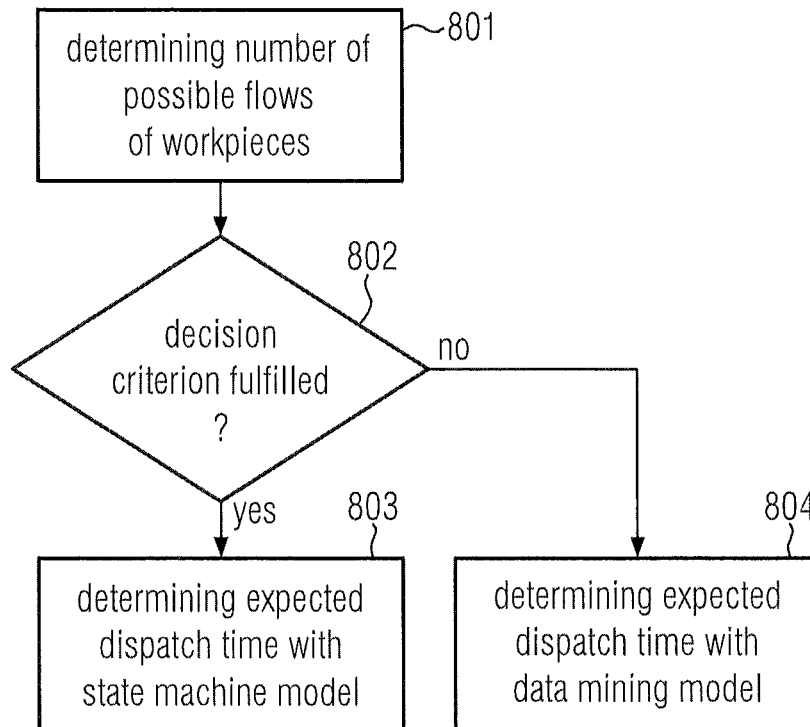 801
determining number of
possible flows
of workpieces
802
decision
criterion fulfilled
?
no
yes
803
804
determining expected
dispatch time with
state machine model
determining expected
dispatch time with
data mining model